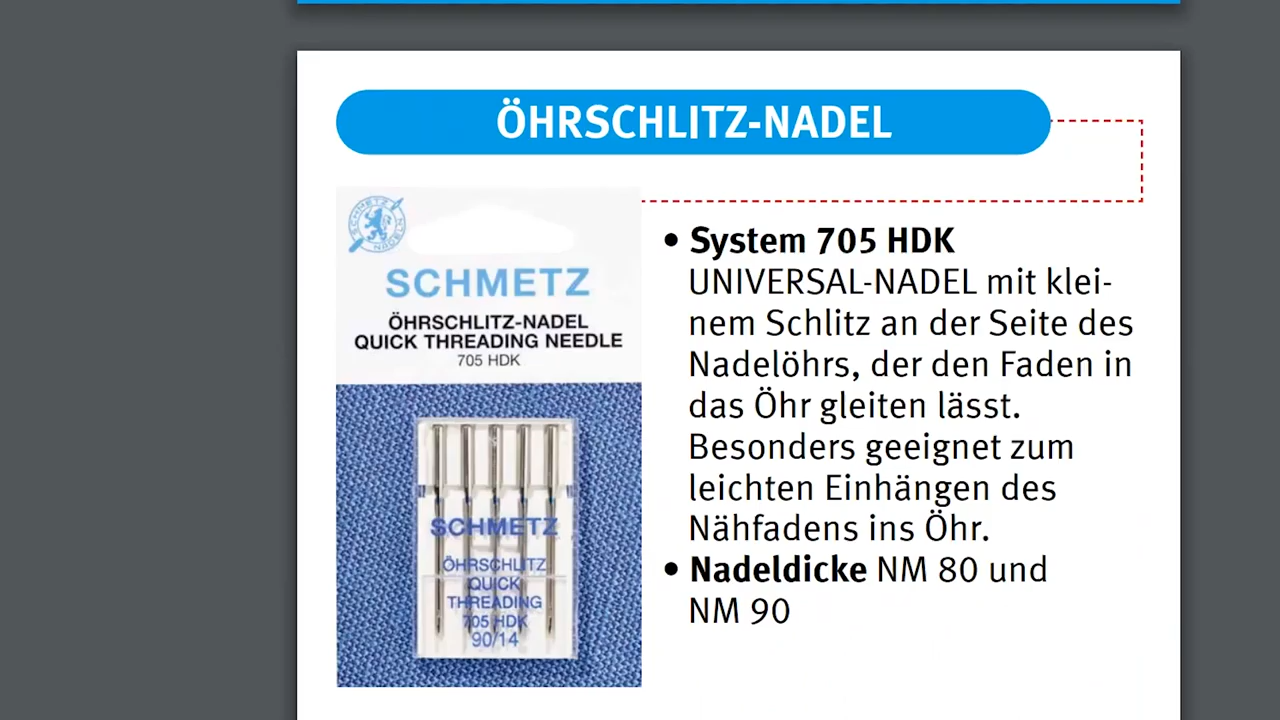 ÖHRSCHLITZ-NADEL
SCHMETZ
NADELN
SCHMETZ
ÖHRSCHLITZ-NADEL
QUICK THREADING NEEDLE
705 HDK
SCHMETZ
ÖHRSCHLITZ
QUICK
THREADING
705 HDK
90/14
• System 705 HDK
UNIVERSAL-NADEL mit klei-
nem Schlitz an der Seite des
Nadelöhrs, der den Faden in
das Öhr gleiten lässt.
Besonders geeignet zum
leichten Einhängen des
Nähfadens ins Öhr.
• Nadeldicke NM 80 und
NM 90